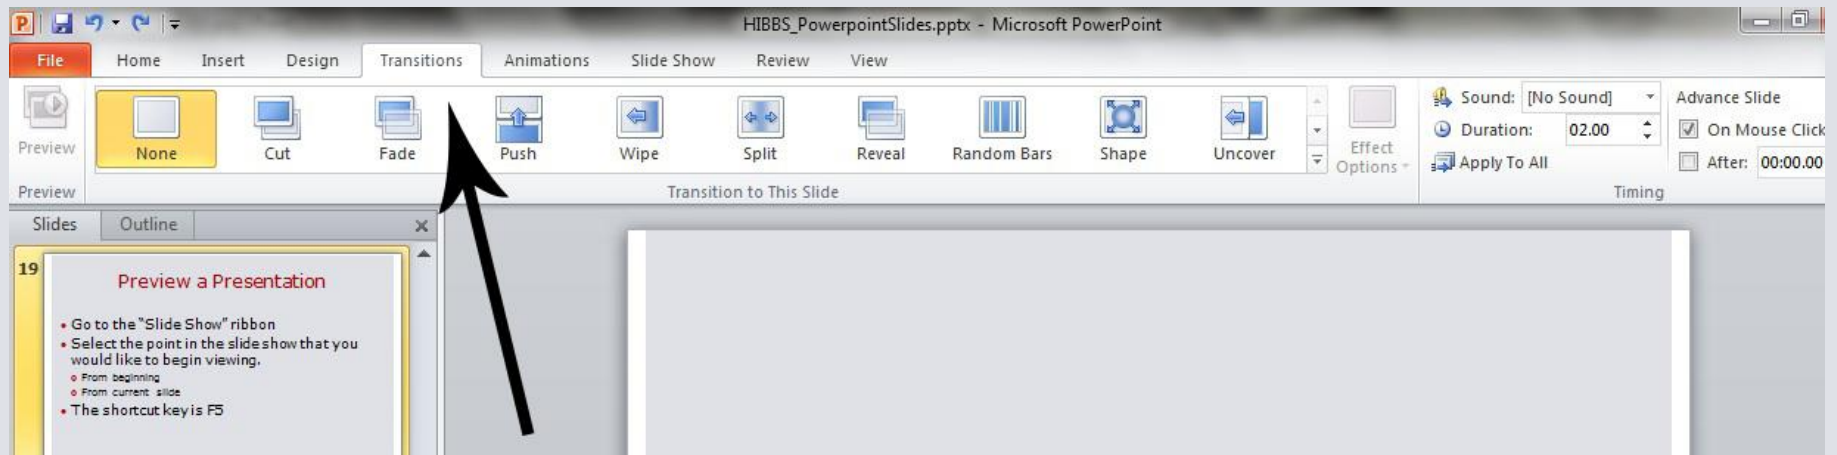 HIBBS_PowerpointSlides.pptx - Microsoft PowerPoint
File Home Insert Design Transitions Animations Slide Show Review View
Preview
None Cut Fade Push Wipe Split Reveal Random Bars Shape Uncover
Effect Options
Sound: [No Sound]
Duration: 02.00
Apply To All
Advance Slide
On Mouse Click
After: 00:00.00
Preview Transition to This Slide Timing
Slides Outline
19
Preview a Presentation
Go to the "Slide Show" ribbon
Select the point in the slide show that you
would like to begin viewing.
From beginning
From current slide
The shortcut key is F5